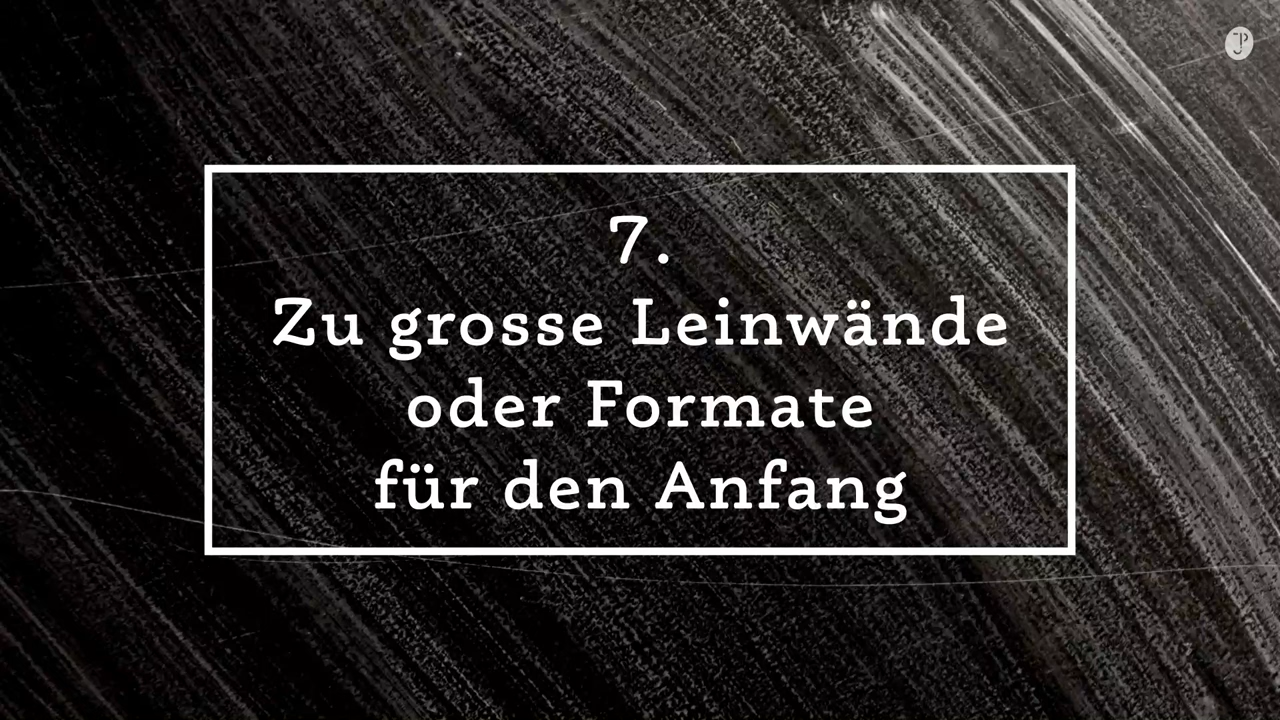 7.
Zu grosse Leinwände
oder Formate
für den Anfang